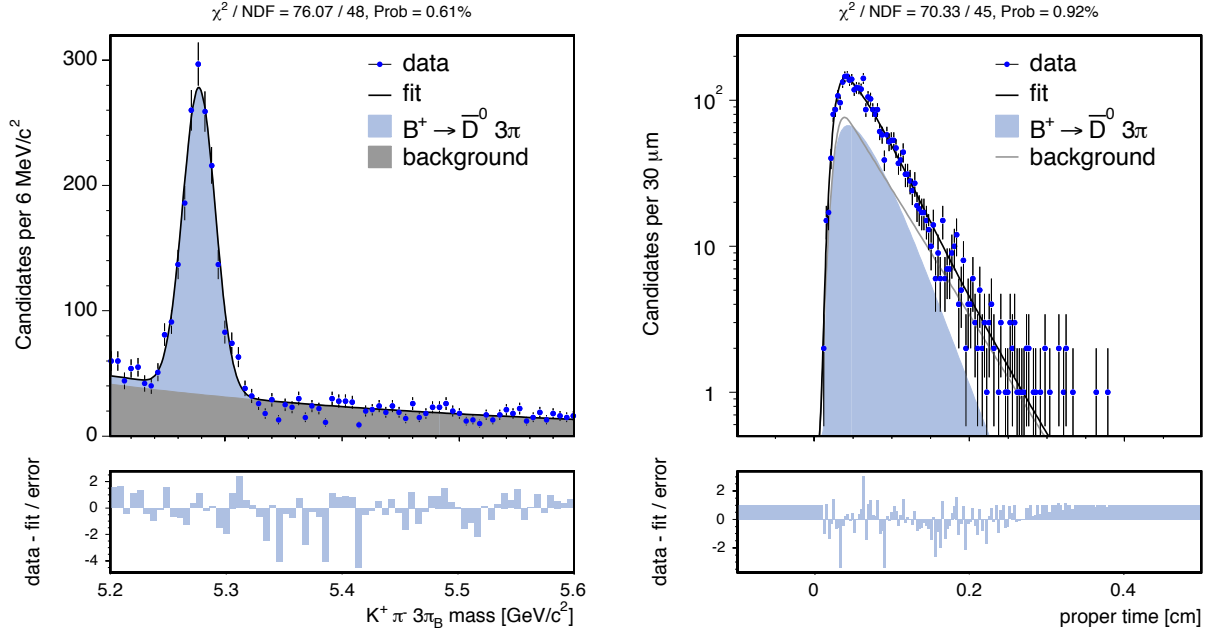 χ² / NDF = 76.07 / 48, Prob = 0.61%
300
200
100
0
Candidates per 6 MeV/c²
data
fit
B⁺ → D̅⁰ 3π
background
2
0
-2
-4
data - fit / error
5.2 5.3 5.4 5.5 5.6
K⁺ π⁻ 3π_B mass [GeV/c²]
χ² / NDF = 70.33 / 45, Prob = 0.92%
10²
10
1
Candidates per 30 μm
data
fit
B⁺ → D̅⁰ 3π
background
2
0
-2
data - fit / error
0 0.2 0.4
proper time [cm]